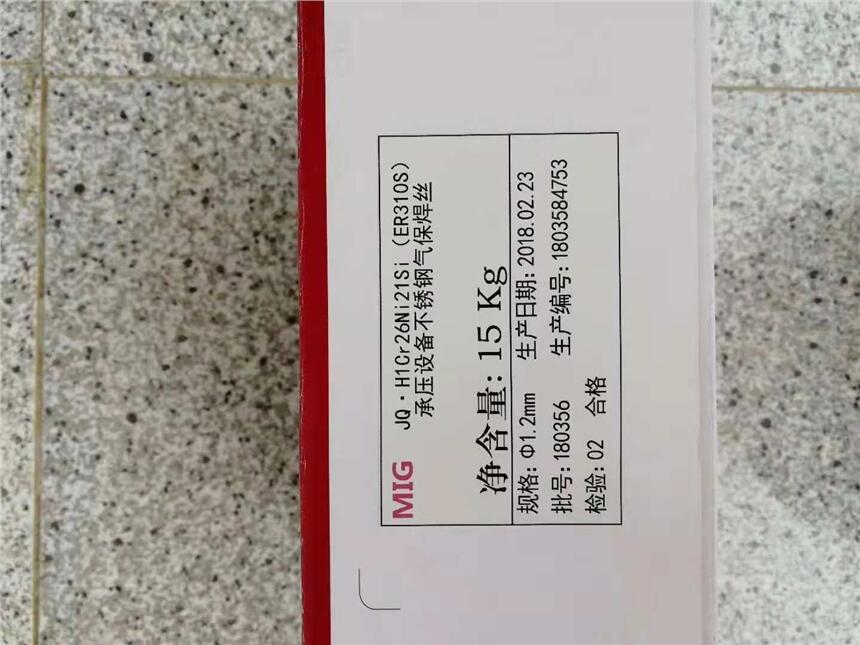 MIG
JQ·H1Cr26Ni21Si(ER310S)
承压设备不锈钢气保焊丝
净含量: 15 Kg
规格: Φ1.2mm 生产日期: 2018.02.23
批号: 180356 生产编号: 1803584753
检验: 02 合格